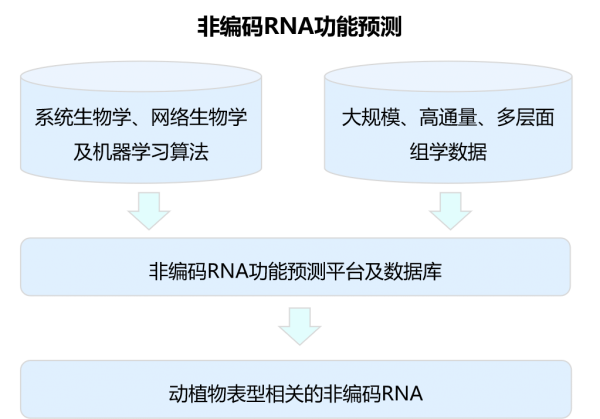 非编码RNA功能预测
系统生物学、网络生物学
及机器学习算法
大规模、高通量、多层面
组学数据
非编码RNA功能预测平台及数据库
动植物表型相关的非编码RNA